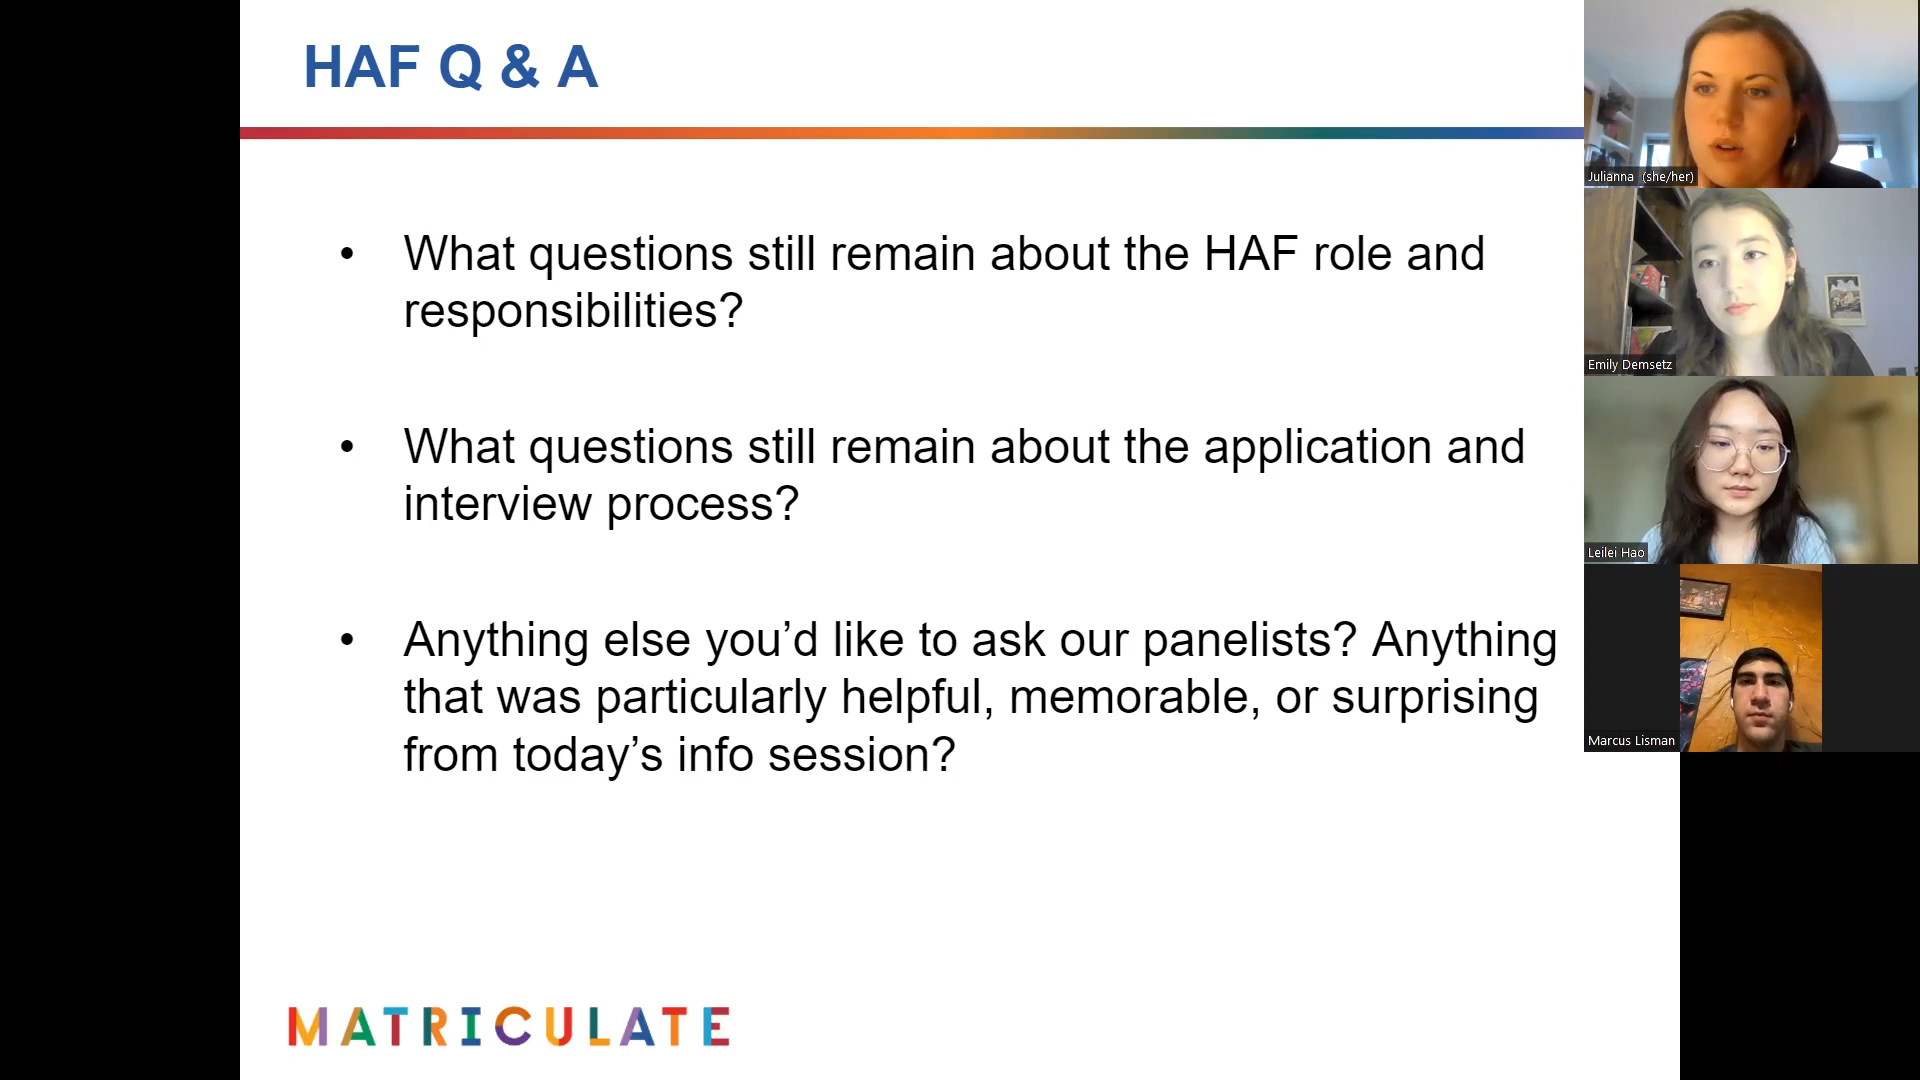 HAF Q & A
• What questions still remain about the HAF role and
responsibilities?
• What questions still remain about the application and
interview process?
• Anything else you’d like to ask our panelists? Anything
that was particularly helpful, memorable, or surprising
from today’s info session?
MATRICULATE
Julianna (she/her)
Emily Demsetz
Leilei Hao
Marcus Lisman